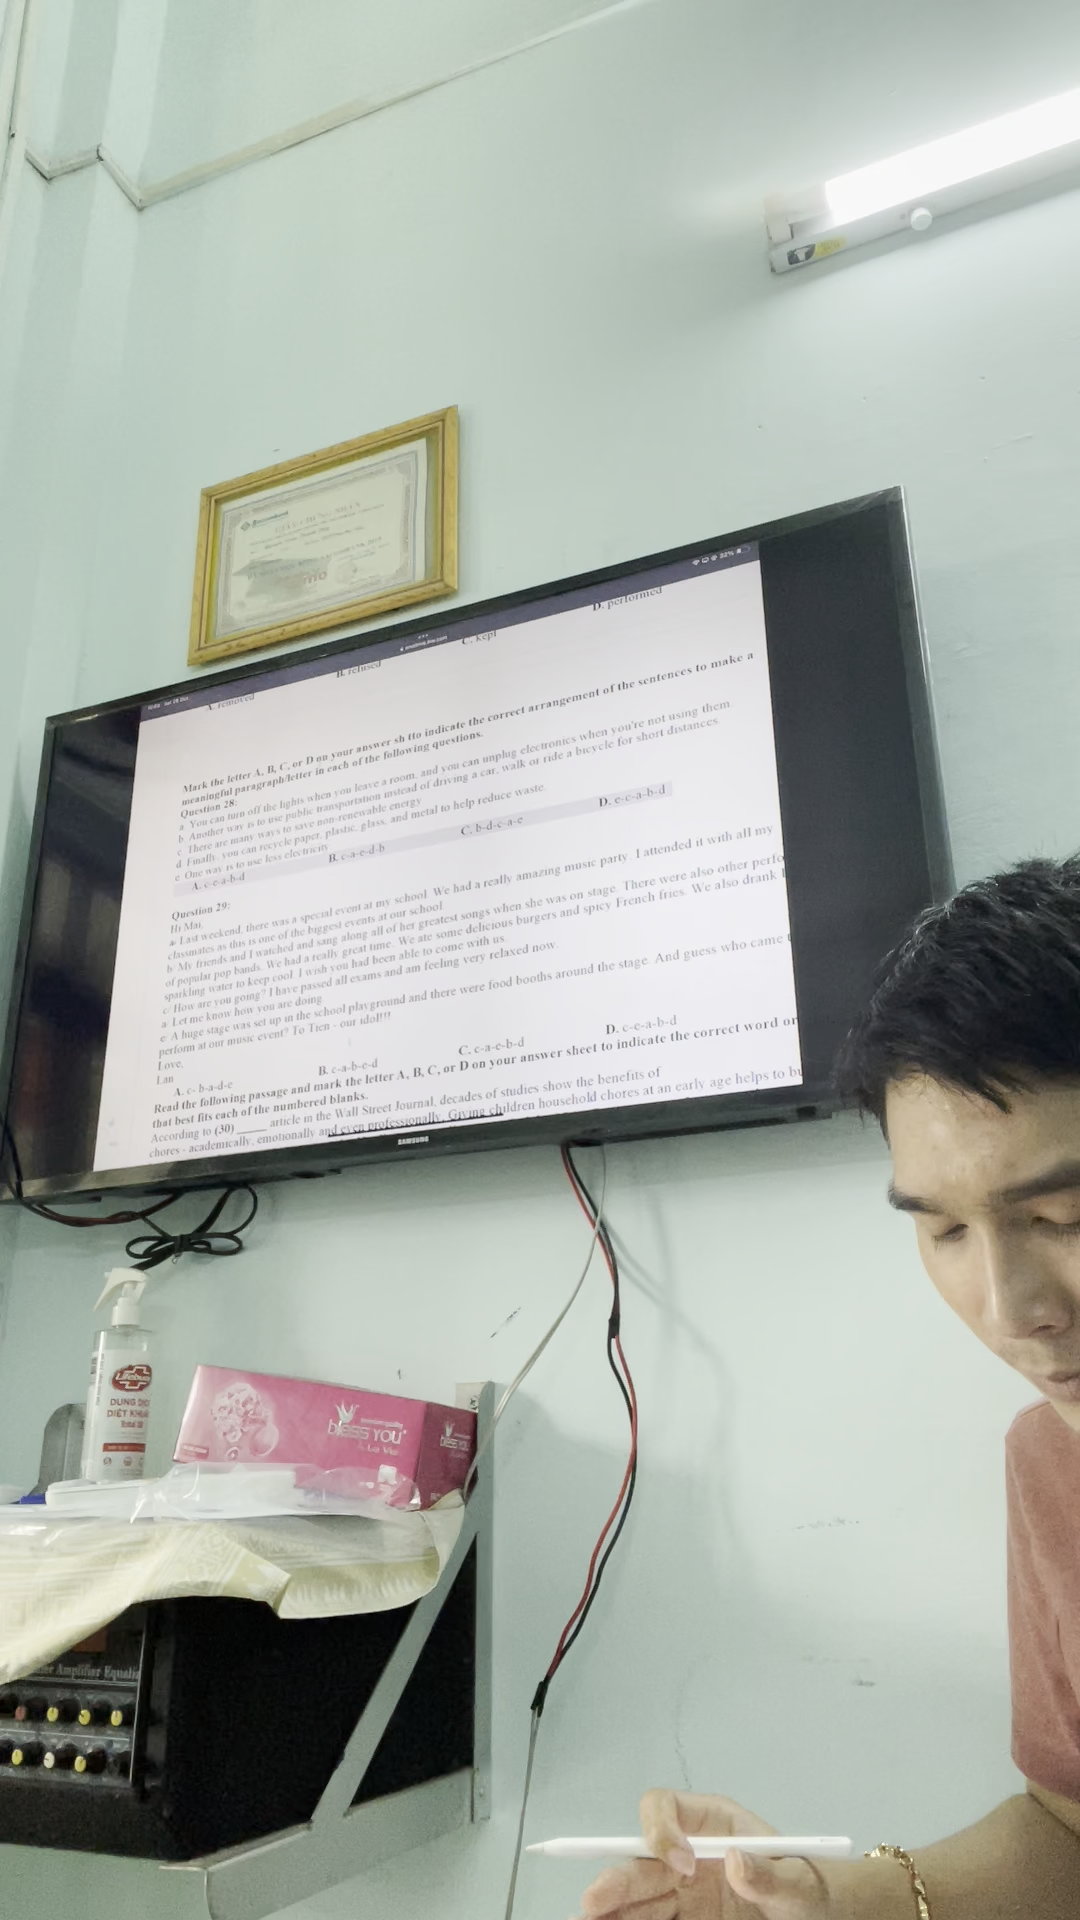 GIẤY CHỨNG NHẬN
Sat 28 Oct
32%
A. removed
B. refused
C. kept
D. performed
Mark the letter A, B, C, or D on your answer sh tto indicate the correct arrangement of the sentences to make a
meaningful paragraph/letter in each of the following questions.
Question 28:
a. You can turn off the lights when you leave a room, and you can unplug electronics when you're not using them.
b. Another way is to use public transportation instead of driving a car, walk or ride a bicycle for short distances.
c. There are many ways to save non-renewable energy
d. Finally, you can recycle paper, plastic, glass, and metal to help reduce waste.
e. One way is to use less electricity
A. c-e-a-b-d B. c-a-e-d-b C. b-d-c-a-e D. e-c-a-b-d
Question 29:
Hi Mai,
a. Last weekend, there was a special event at my school. We had a really amazing music party. I attended it with all my
classmates as this is one of the biggest events at our school
b. My friends and I watched and sang along all of her greatest songs when she was on stage. There were also other perfo
of popular pop bands. We had a really great time. We ate some delicious burgers and spicy French fries. We also drank
sparkling water to keep cool. I wish you had been able to come with us.
c. How are you going? I have passed all exams and am feeling very relaxed now.
a. Let me know how you are doing.
e. A huge stage was set up in the school playground and there were food booths around the stage. And guess who came
perform at our music event? To Tien - our idol!!!
Love,
Lan
A. c- b-a-d-e B. c-a-b-e-d C. c-a-e-b-d D. c-e-a-b-d
Read the following passage and mark the letter A, B, C, or D on your answer sheet to indicate the correct word or
that best fits each of the numbered blanks.
According to (30) _____ article in the Wall Street Journal, decades of studies show the benefits of
chores - academically, emotionally and even professionally. Giving children household chores at an early age helps to bu
SAMSUNG
Lifebuoy
DUNG DỊCH
DIỆT KHUẨN
bless YOU
La Vie
bless YOU
Amplifier